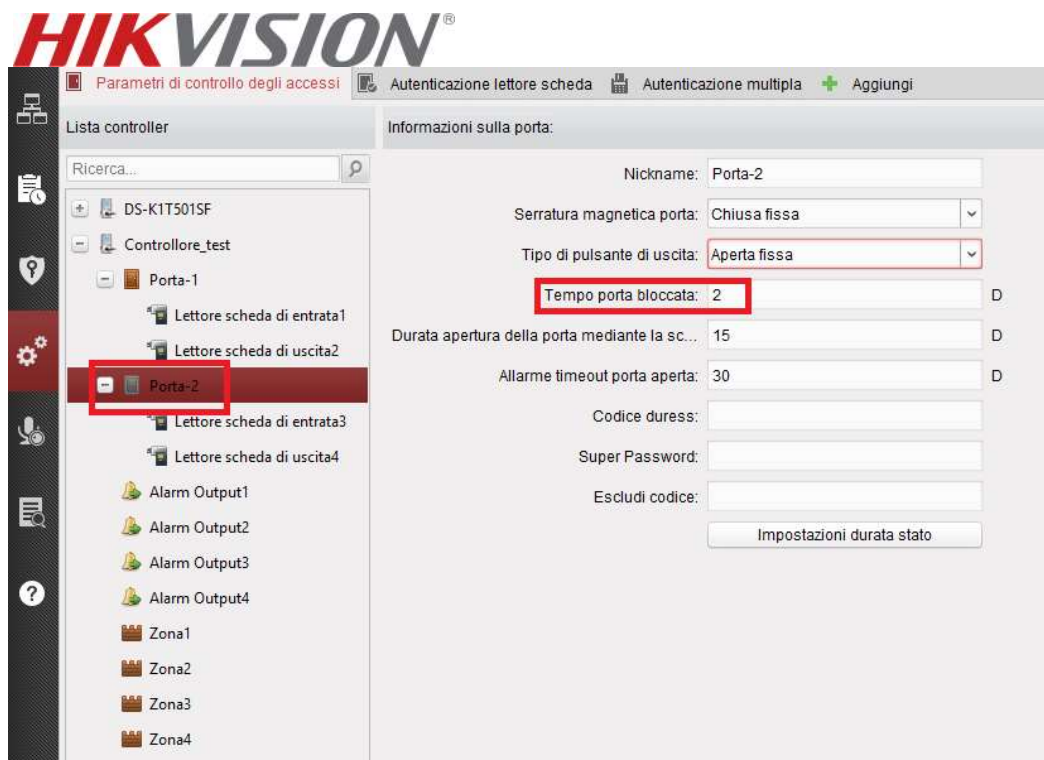 HIKVISION®
Parametri di controllo degli accessi Autenticazione lettore scheda Autenticazione multipla Aggiungi
Lista controller
Informazioni sulla porta:
Ricerca...
DS-K1T501SF
Controllore_test
Porta-1
Lettore scheda di entrata1
Lettore scheda di uscita2
Porta-2
Lettore scheda di entrata3
Lettore scheda di uscita4
Alarm Output1
Alarm Output2
Alarm Output3
Alarm Output4
Zona1
Zona2
Zona3
Zona4
Nickname: Porta-2
Serratura magnetica porta: Chiusa fissa
Tipo di pulsante di uscita: Aperta fissa
Tempo porta bloccata: 2 D
Durata apertura della porta mediante la sc... 15 D
Allarme timeout porta aperta: 30 D
Codice duress:
Super Password:
Escludi codice:
Impostazioni durata stato